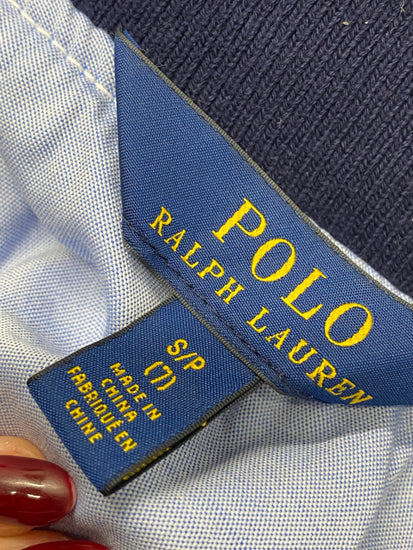 POLO
RALPH LAUREN
S/P
(7)
MADE IN
CHINA
FABRIQUÉ EN
CHINE